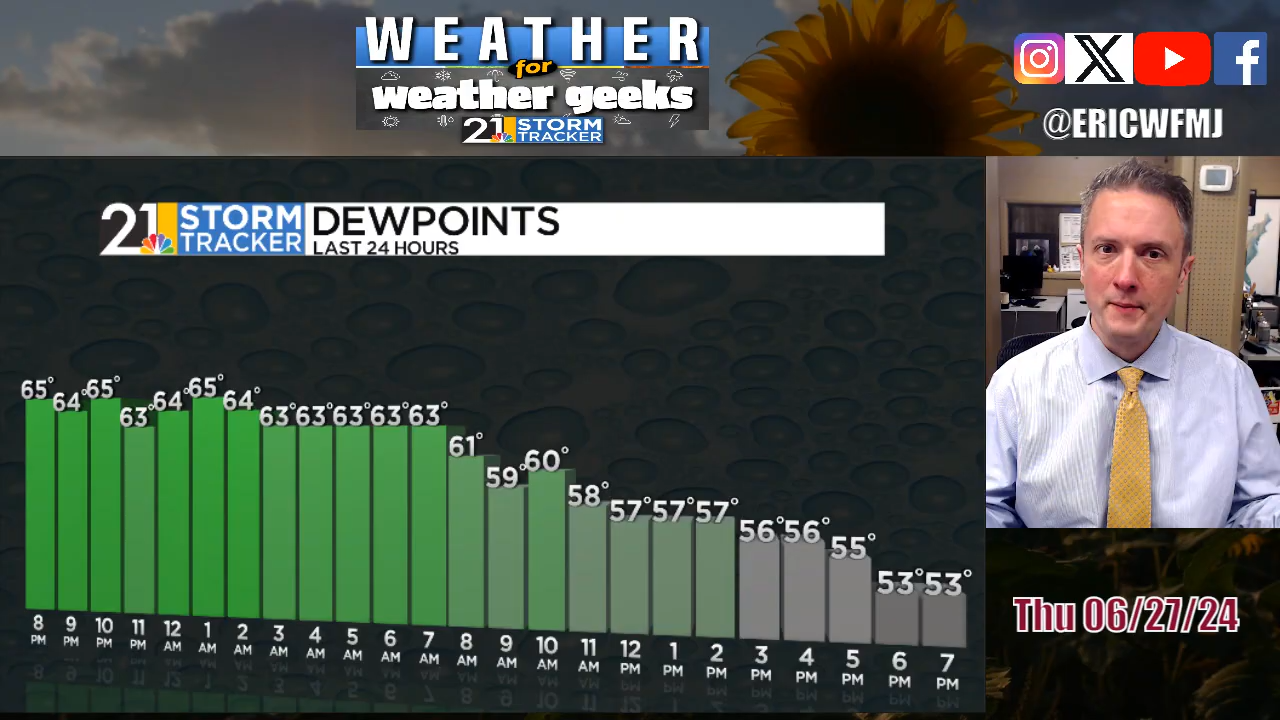 WEATHER
for
weather geeks
21 STORM TRACKER
@ERICWFMJ
21 STORM TRACKER
DEWPOINTS
LAST 24 HOURS
65° 64° 65° 63° 64° 65° 64° 63° 63° 63° 63° 63° 61° 59° 60° 58° 57° 57° 57° 56° 56° 55° 53° 53°
8 9 10 11 12 1 2 3 4 5 6 7 8 9 10 11 12 1 2 3 4 5 6 7
PM PM PM PM AM AM AM AM AM AM AM AM AM AM AM AM PM PM PM PM PM PM PM PM
Thu 06/27/24